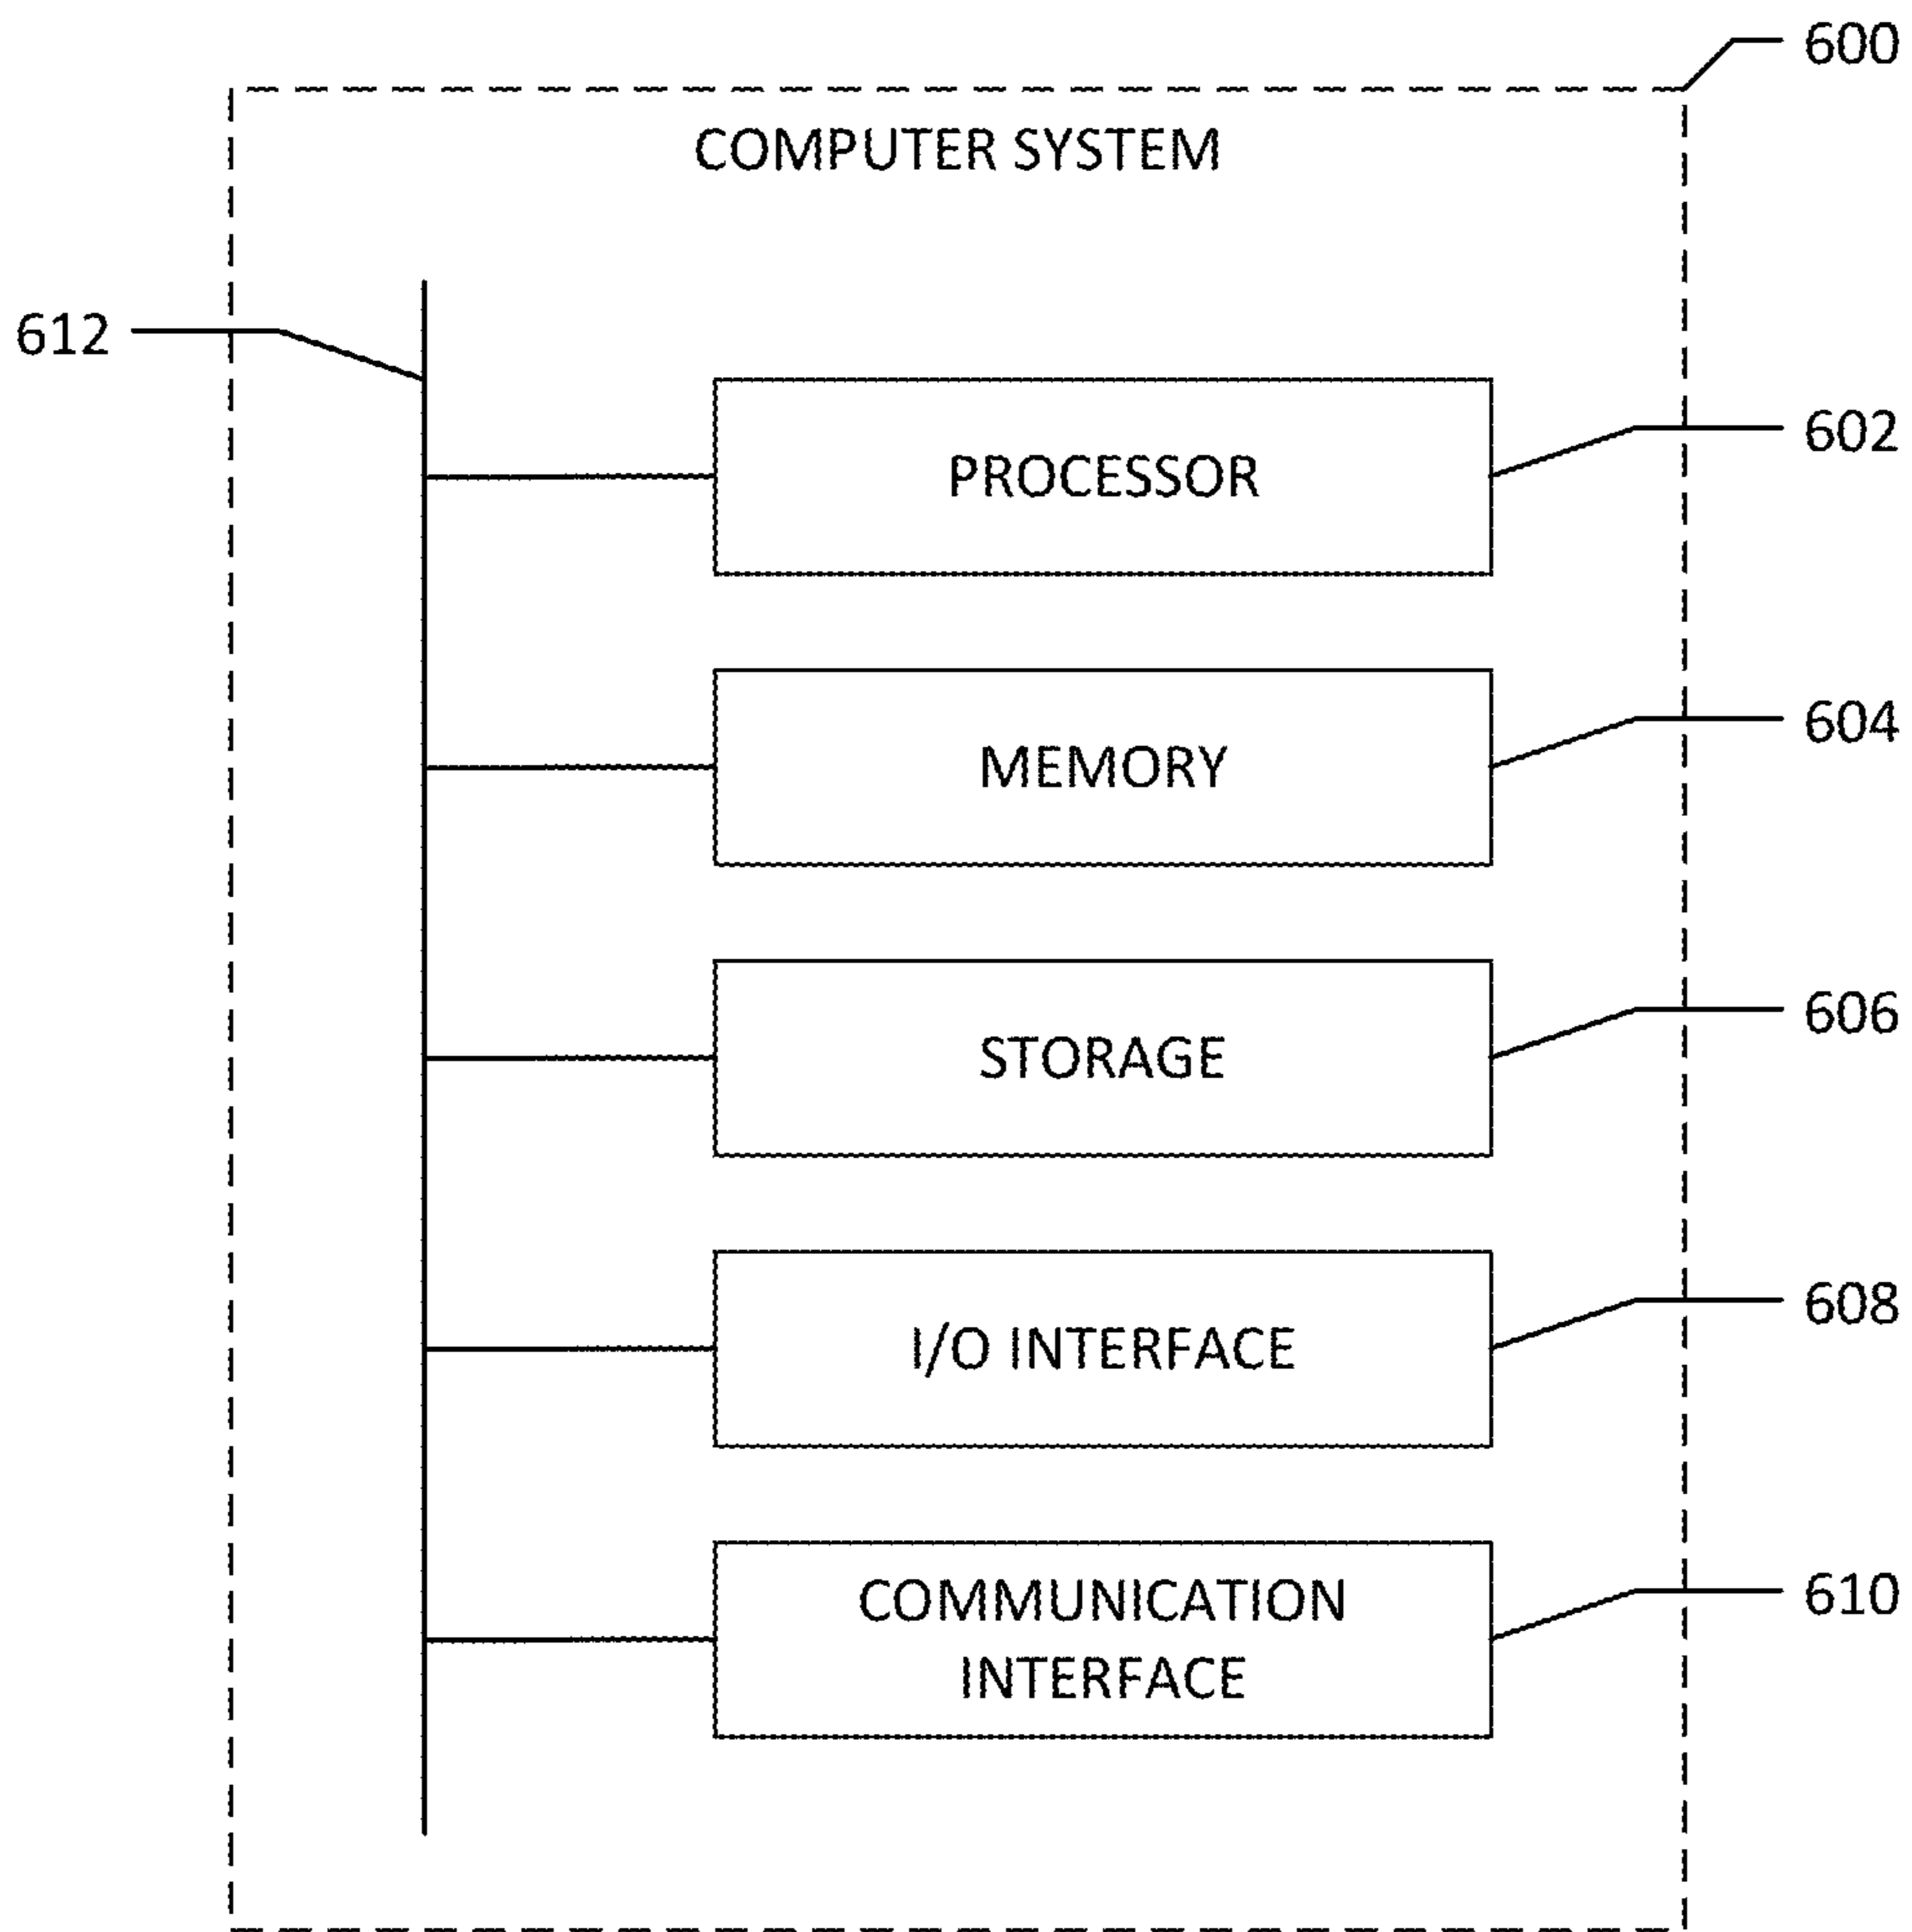 600
COMPUTER SYSTEM
612
602
PROCESSOR
604
MEMORY
606
STORAGE
608
I/O INTERFACE
610
COMMUNICATION
INTERFACE